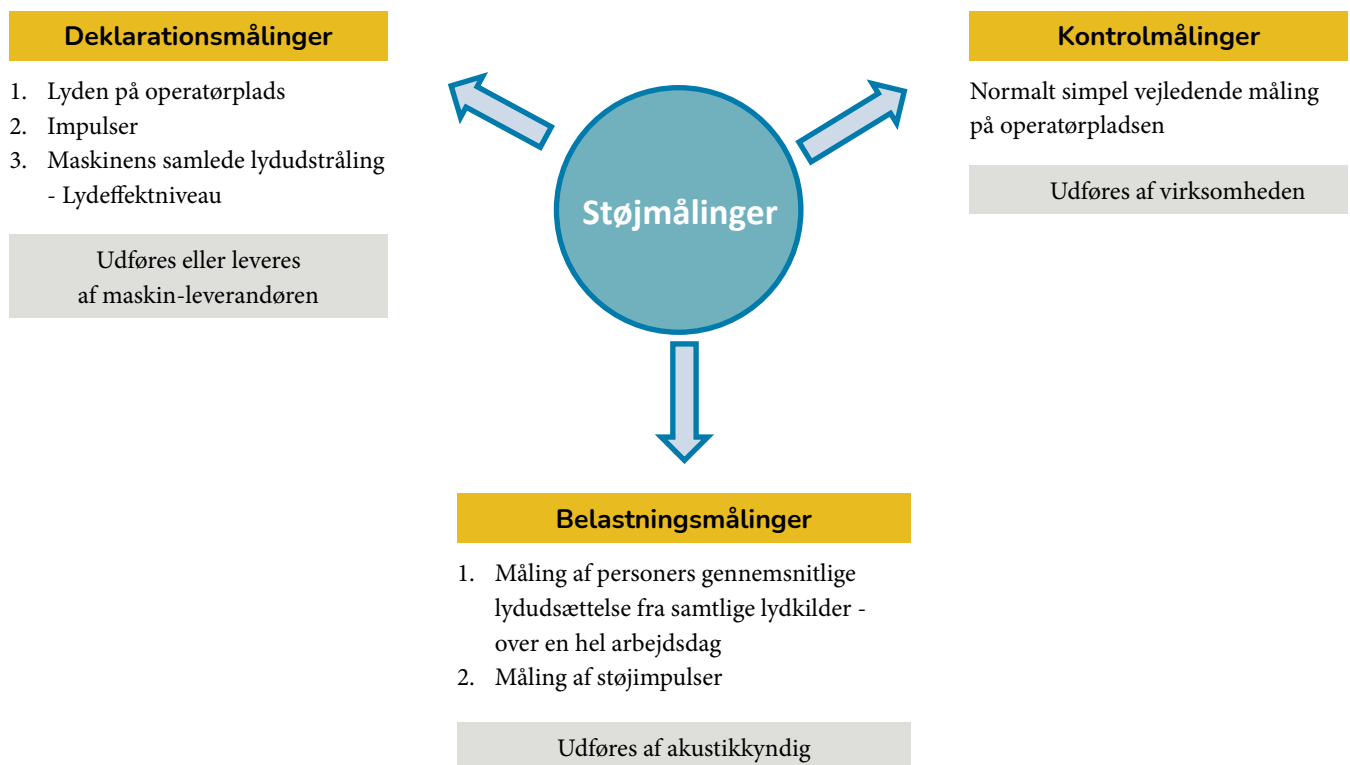 Deklarationsmålinger
1. Lyden på operatørplads
2. Impulser
3. Maskinens samlede lydudstråling
- Lydeffektniveau
Udføres eller leveres
af maskin-leverandøren
Støjmålinger
Kontrolmålinger
Normalt simpel vejledende måling
på operatørpladsen
Udføres af virksomheden
Belastningsmålinger
1. Måling af personers gennemsnitlige
lydudsættelse fra samtlige lydkilder -
over en hel arbejdsdag
2. Måling af støjimpulser
Udføres af akustikkyndig